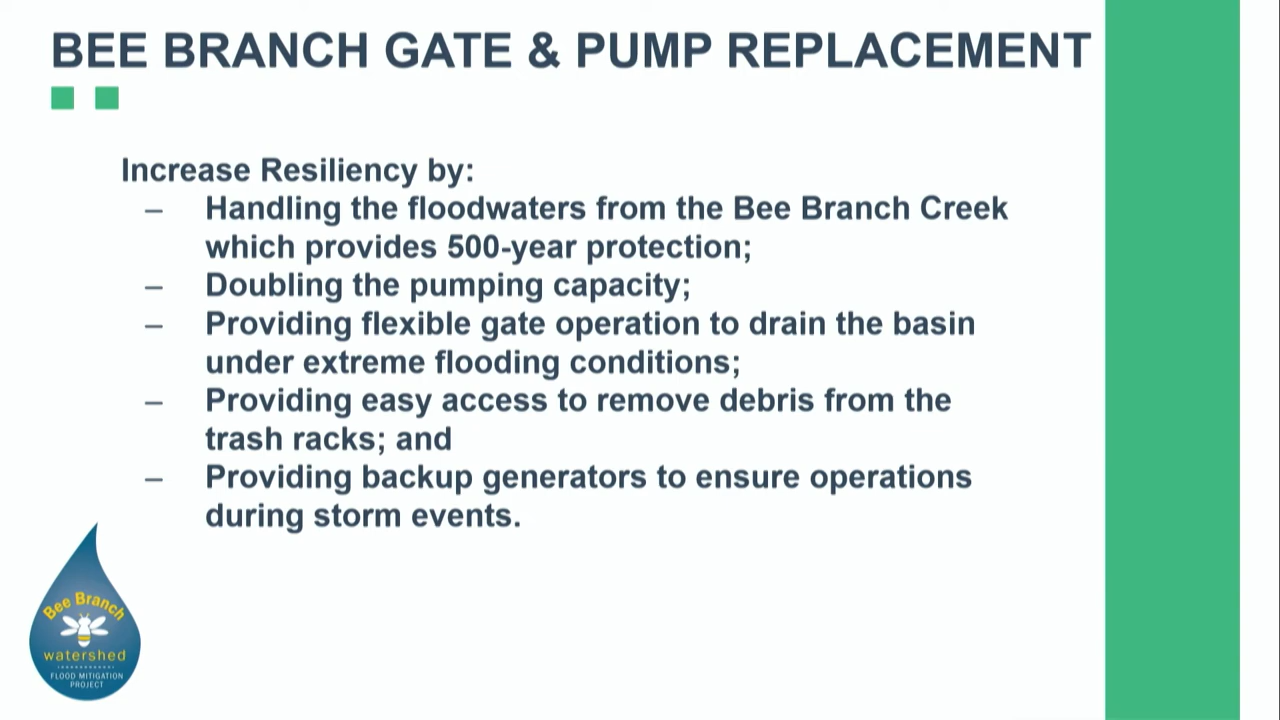 BEE BRANCH GATE & PUMP REPLACEMENT
Increase Resiliency by:
– Handling the floodwaters from the Bee Branch Creek
which provides 500-year protection;
– Doubling the pumping capacity;
– Providing flexible gate operation to drain the basin
under extreme flooding conditions;
– Providing easy access to remove debris from the
trash racks; and
– Providing backup generators to ensure operations
during storm events.
Bee Branch
watershed
FLOOD MITIGATION
PROJECT